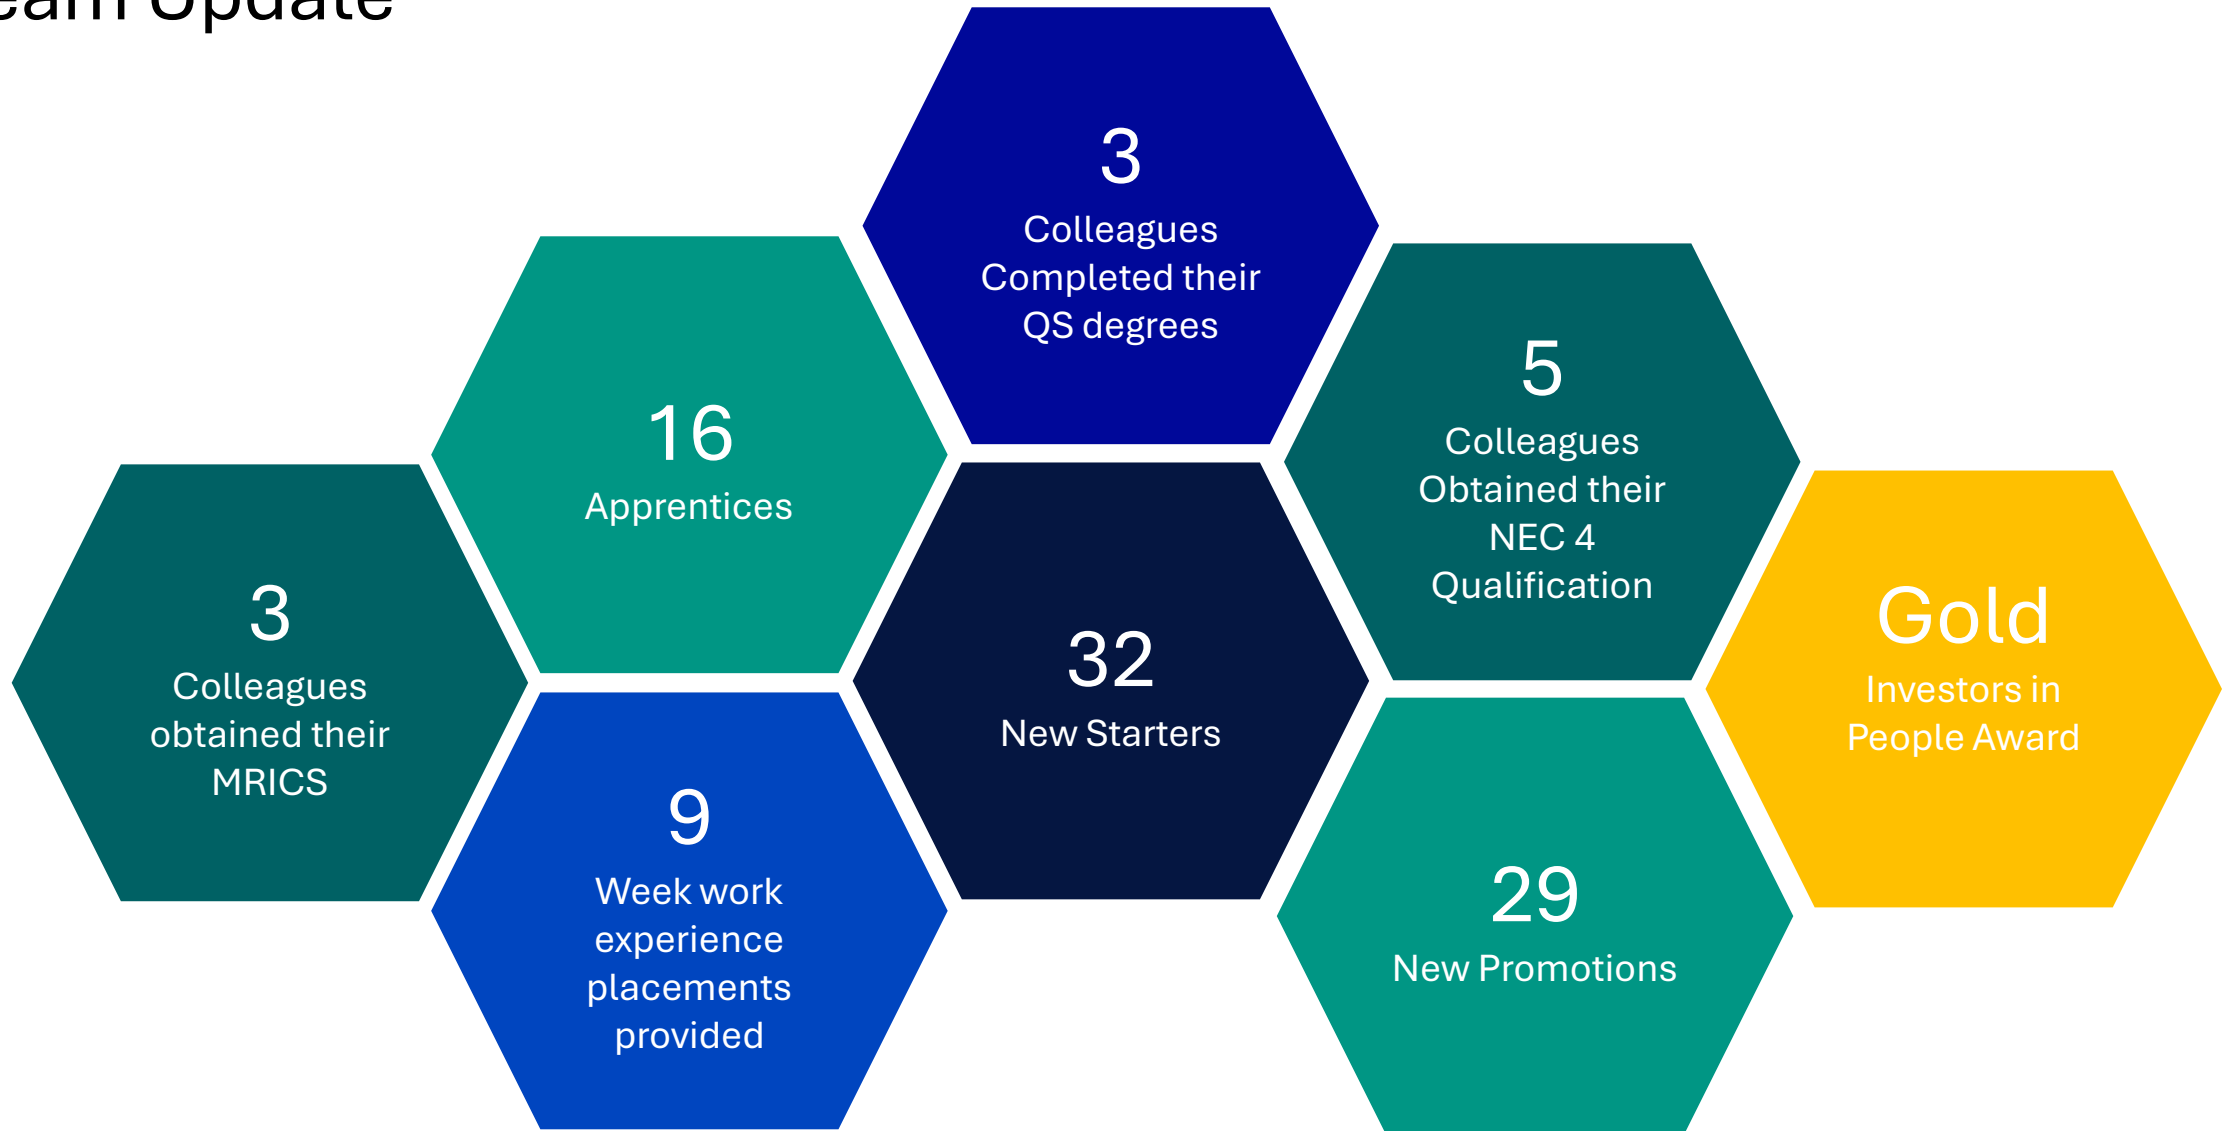 Update
3
Colleagues
Completed their
QS degrees
16
Apprentices
5
Colleagues
Obtained their
NEC 4
Qualification
3
Colleagues
obtained their
MRICS
32
New Starters
Gold
Investors in
People Award
9
Week work
experience
placements
provided
29
New Promotions